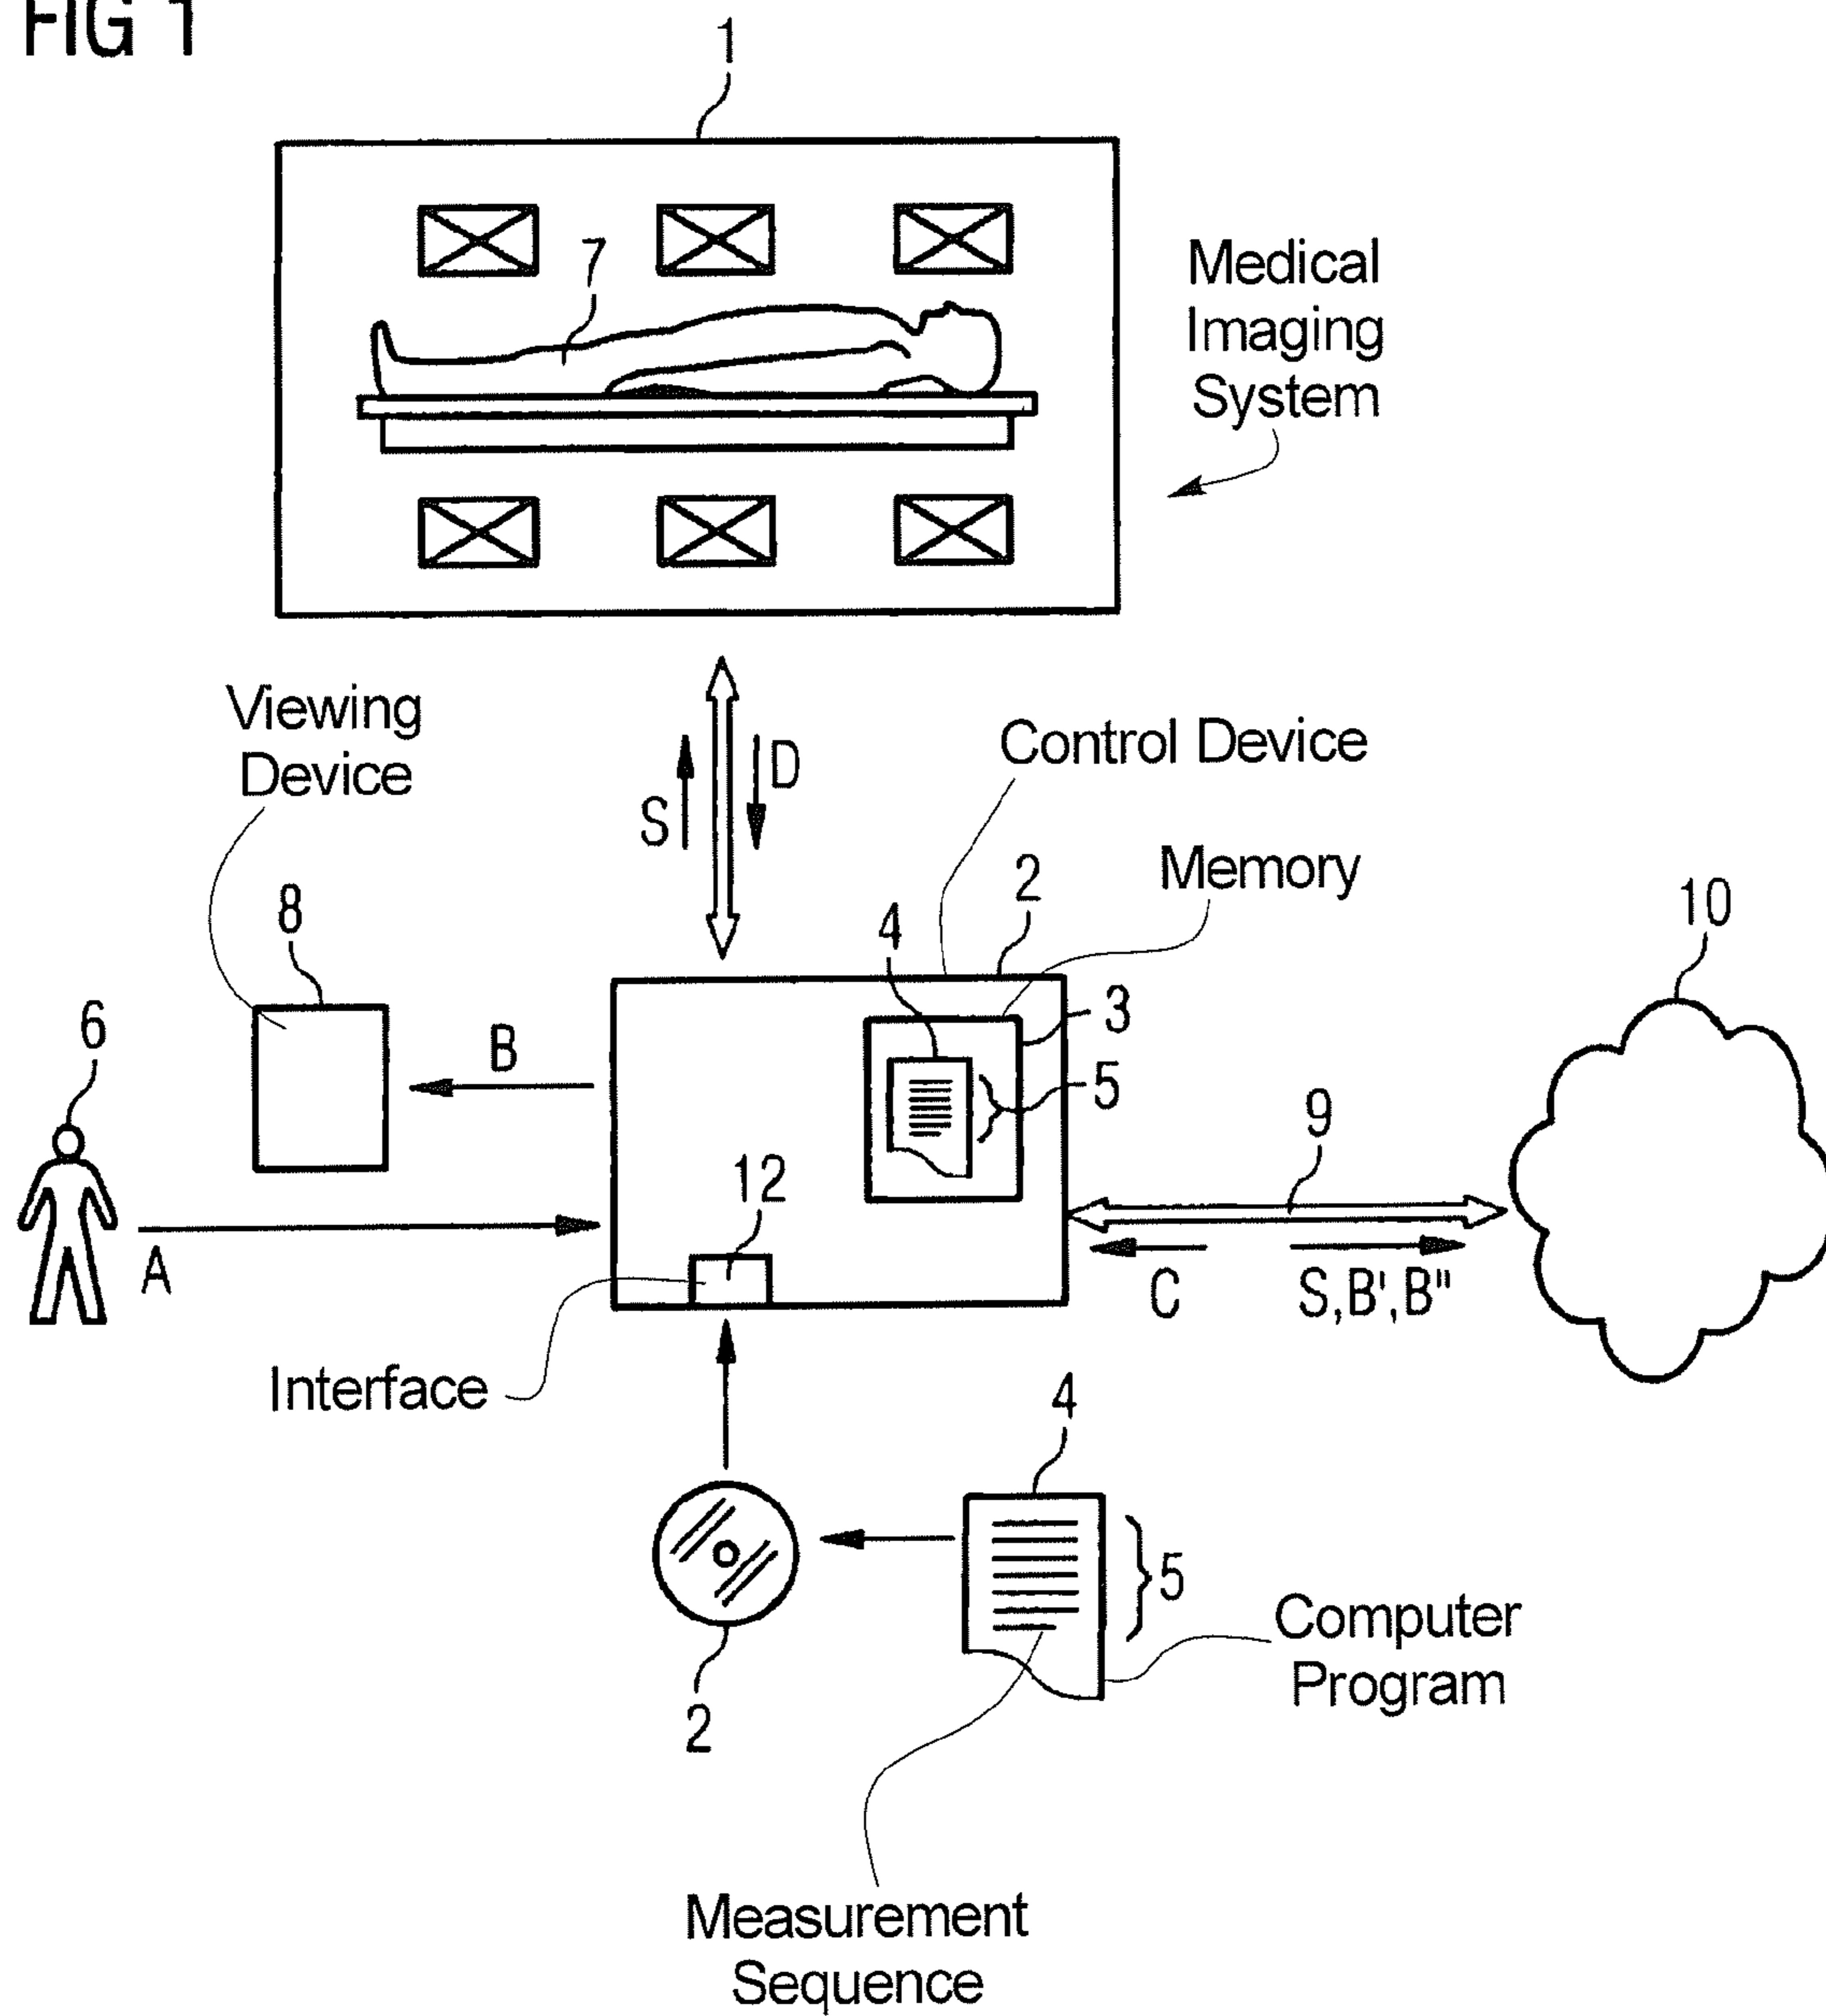 FIG 1
1
7
Medical
Imaging
System
Viewing
Device
S
D
Control Device
Memory
8
4
2
10
6
B
3
5
9
12
A
C
S,B',B"
Interface
4
2
5
Computer
Program
Measurement
Sequence